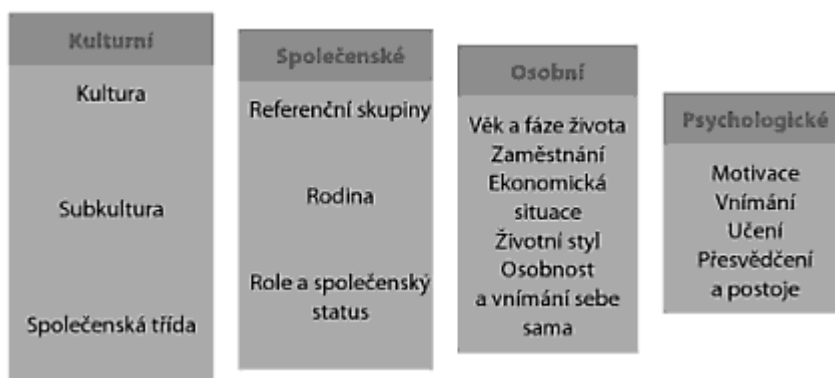 Kulturní
Kultura
Subkultura
Společenská třída
Společenské
Referenční skupiny
Rodina
Role a společenský
status
Osobní
Věk a fáze života
Zaměstnání
Ekonomická
situace
Životní styl
Osobnost
a vnímání sebe
sama
Psychologické
Motivace
Vnímání
Učení
Přesvědčení
a postoje